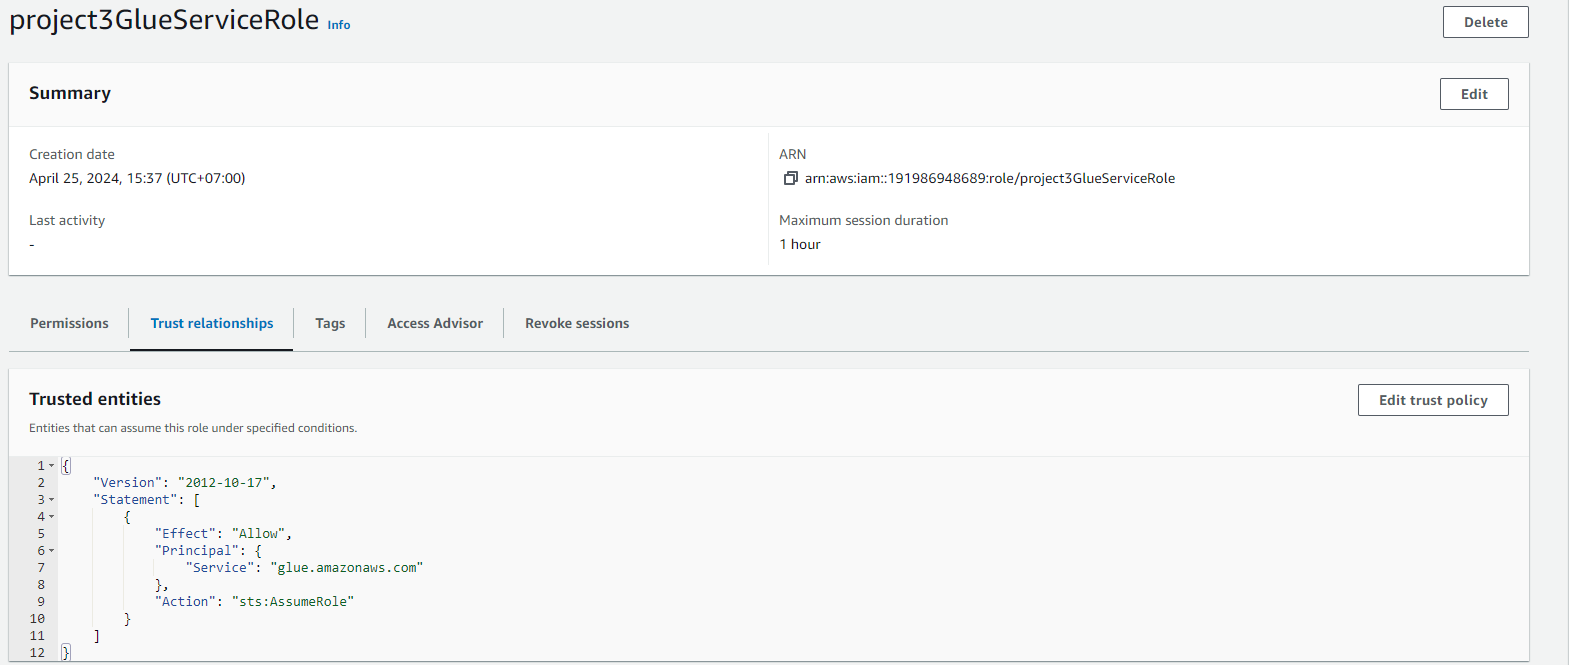 project3GlueServiceRole Info
Delete
Summary
Edit
Creation date
April 25, 2024, 15:37 (UTC+07:00)
ARN
arn:aws:iam::191986948689:role/project3GlueServiceRole
Last activity
-
Maximum session duration
1 hour
Permissions
Trust relationships
Tags
Access Advisor
Revoke sessions
Trusted entities
Edit trust policy
Entities that can assume this role under specified conditions.
1 {
2     "Version": "2012-10-17",
3     "Statement": [
4         {
5             "Effect": "Allow",
6             "Principal": {
7                 "Service": "glue.amazonaws.com"
8             },
9             "Action": "sts:AssumeRole"
10         }
11     ]
12 }